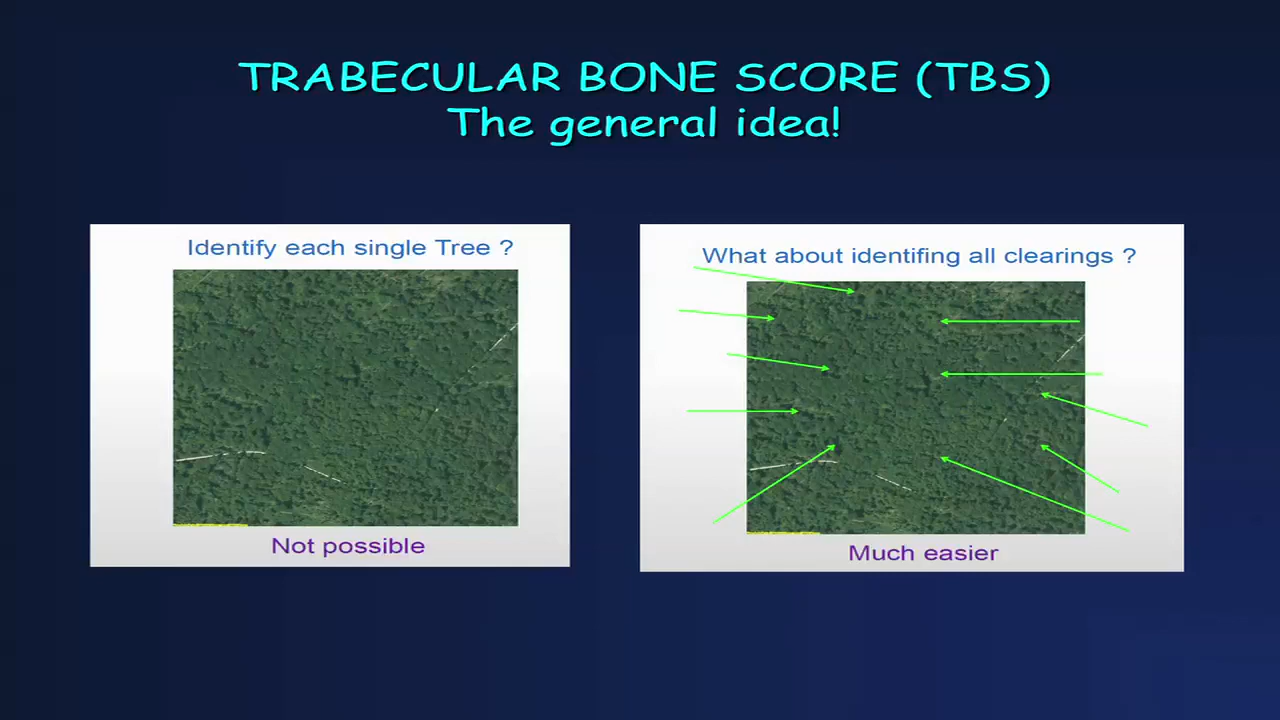 TRABECULAR BONE SCORE (TBS)
The general idea!
Identify each single Tree ?
Not possible
What about identifing all clearings ?
Much easier